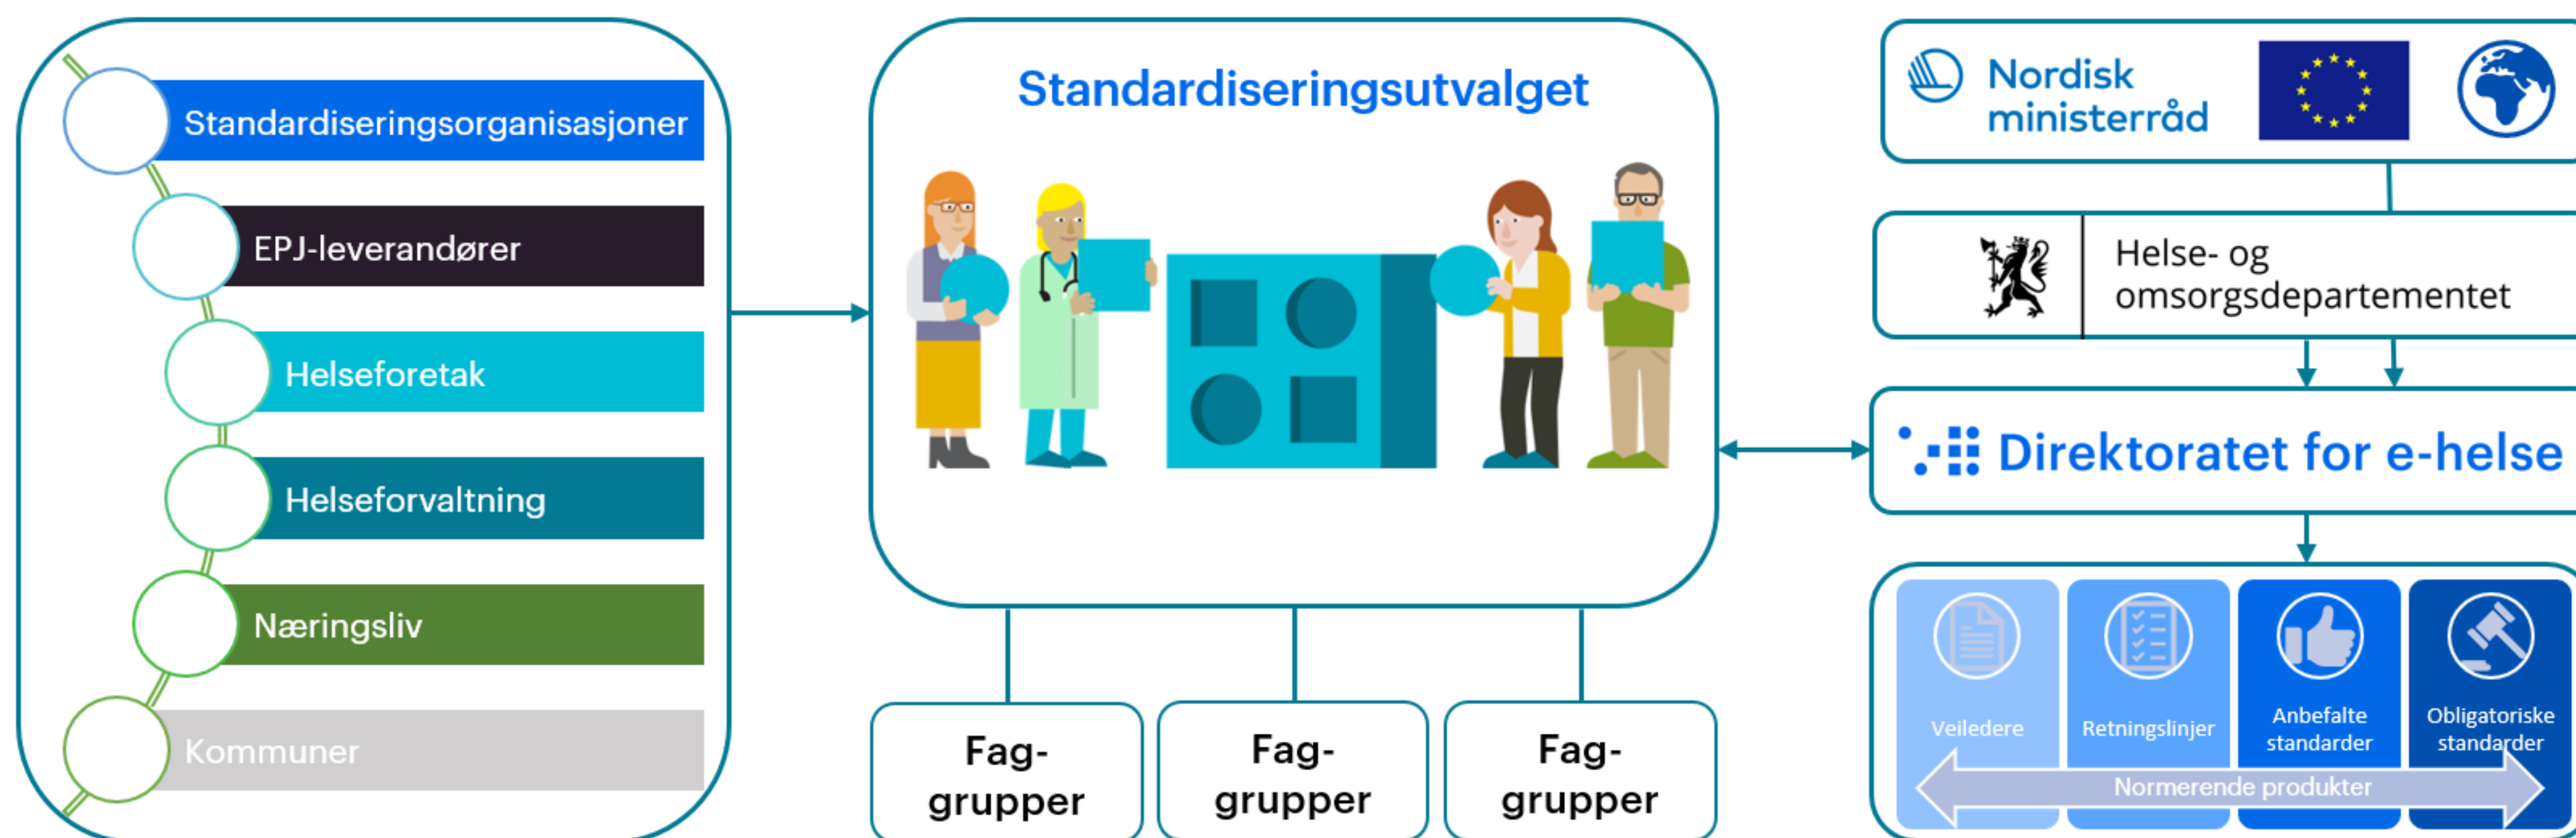 Standardiseringsorganisasjoner
EPJ-leverandører
Helseforetak
Helseforvaltning
Næringsliv
Kommuner
Standardiseringsutvalget
Fag-
grupper
Fag-
grupper
Fag-
grupper
Nordisk
ministerråd
Helse- og
omsorgsdepartementet
Direktoratet for e-helse
Veiledere
Retningslinjer
Anbefalte
standarder
Obligatoriske
standarder
Normerende produkter